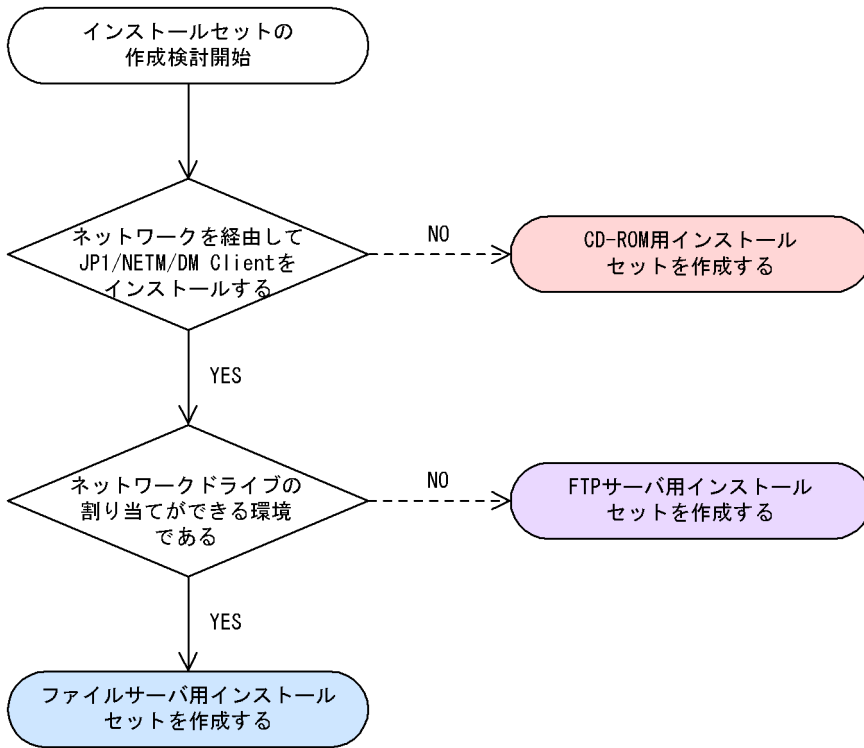 インストールセットの
作成検討開始
ネットワークを経由して
JP1/NETM/DM Clientを
インストールする
NO
CD-ROM用インストール
セットを作成する
YES
ネットワークドライブの
割り当てができる環境
である
NO
FTPサーバ用インストール
セットを作成する
YES
ファイルサーバ用インストール
セットを作成する